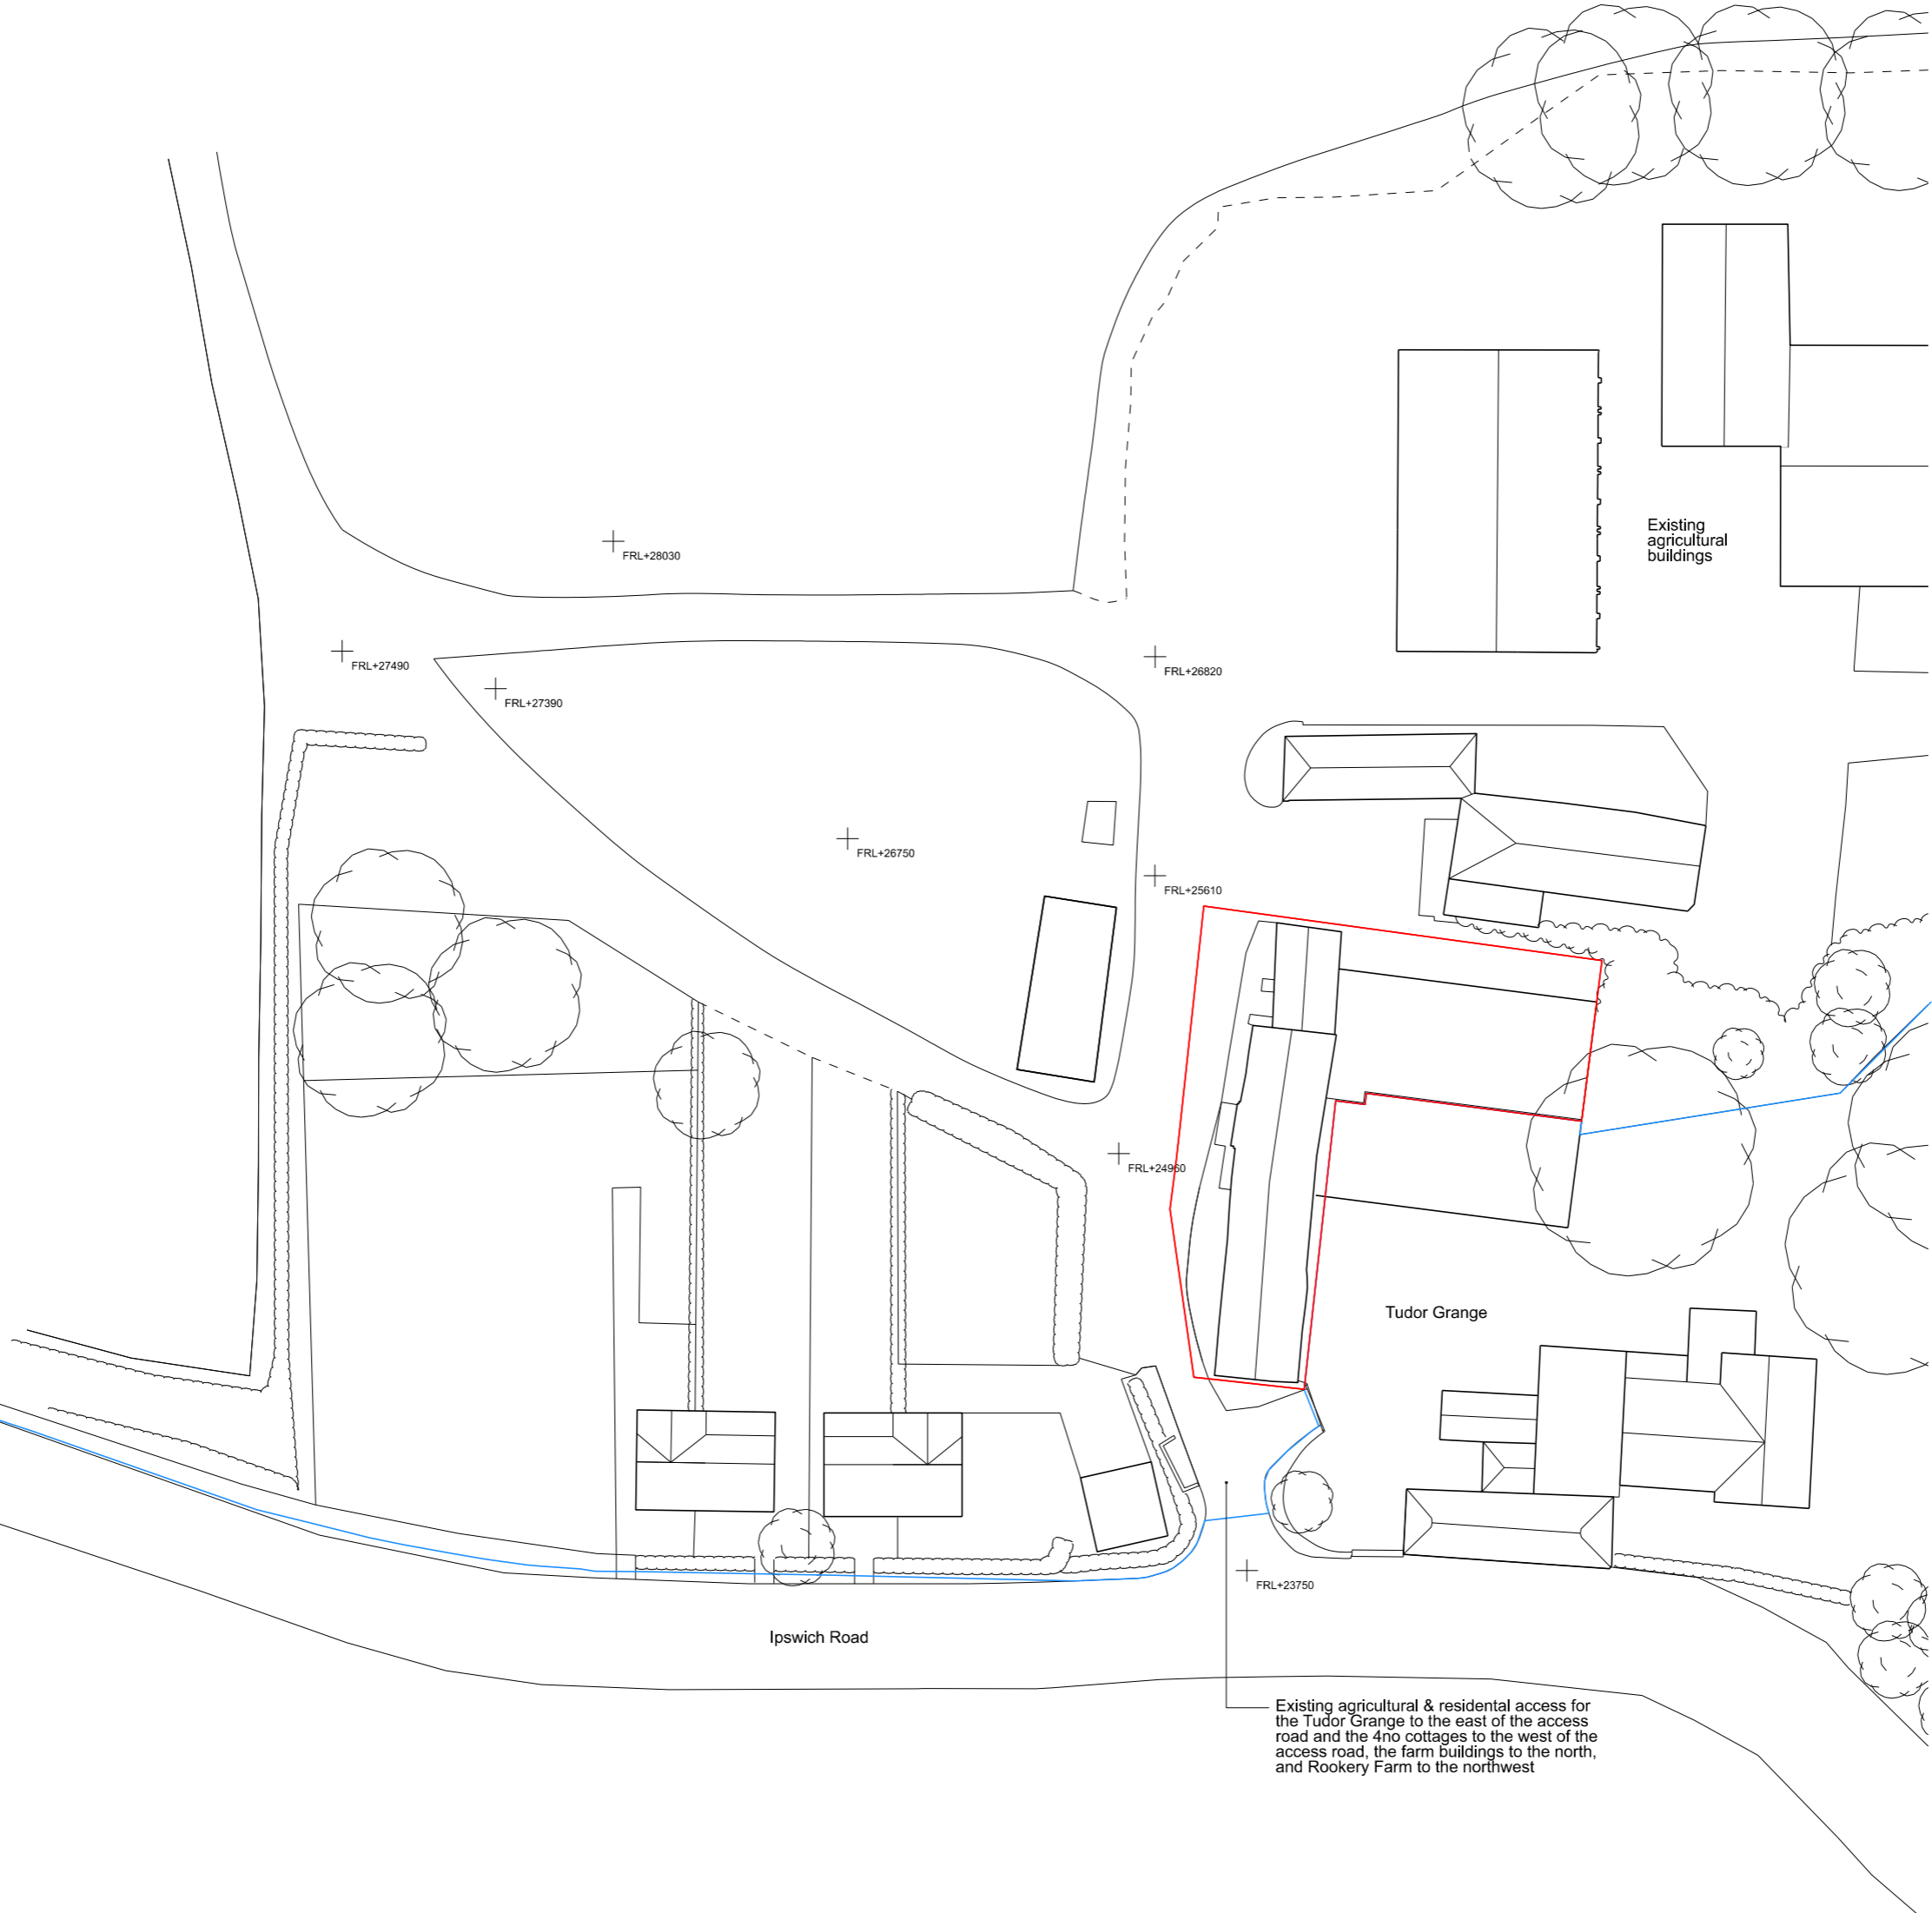 Existing
agricultural
buildings
FRL+28030
FRL+27490
FRL+26820
FRL+27390
FRL+26750
FRL+25610
FRL+24960
Tudor Grange
FRL+23750
Ipswich Road
Existing agricultural & residental access for
the Tudor Grange to the east of the access
road and the 4no cottages to the west of the
access road, the farm buildings to the north,
and Rookery Farm to the northwest